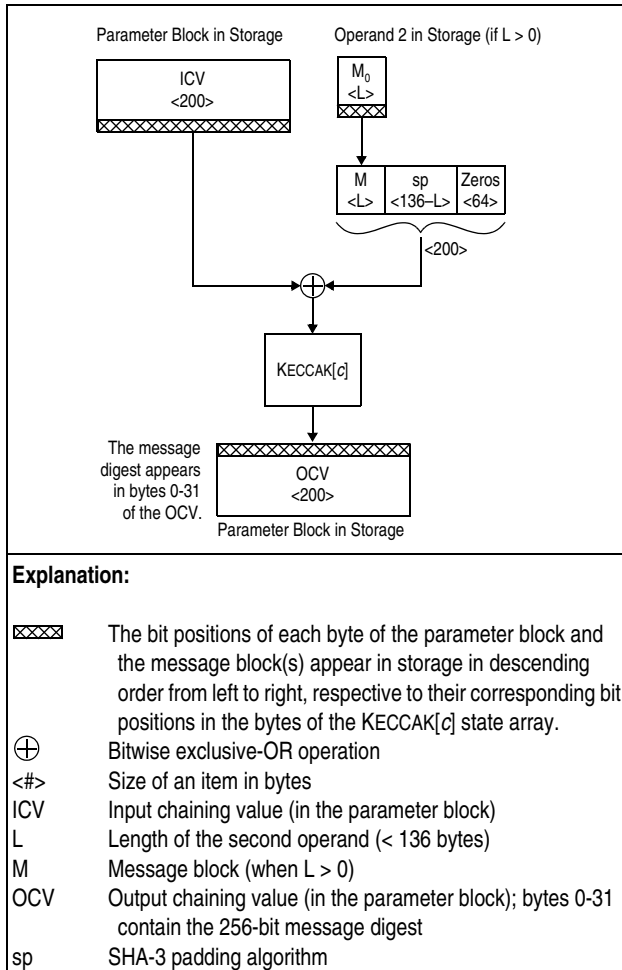 Parameter Block in Storage
Operand 2 in Storage (if L > 0)
ICV
<200>
M0
<L>
M
<L>
sp
<136–L>
Zeros
<64>
<200>
KECCAK[c]
The message
digest appears
in bytes 0-31
of the OCV.
OCV
<200>
Parameter Block in Storage
Explanation:
The bit positions of each byte of the parameter block and
the message block(s) appear in storage in descending
order from left to right, respective to their corresponding bit
positions in the bytes of the KECCAK[c] state array.
⊕ Bitwise exclusive-OR operation
<#> Size of an item in bytes
ICV Input chaining value (in the parameter block)
L Length of the second operand (< 136 bytes)
M Message block (when L > 0)
OCV Output chaining value (in the parameter block); bytes 0-31
contain the 256-bit message digest
sp SHA-3 padding algorithm